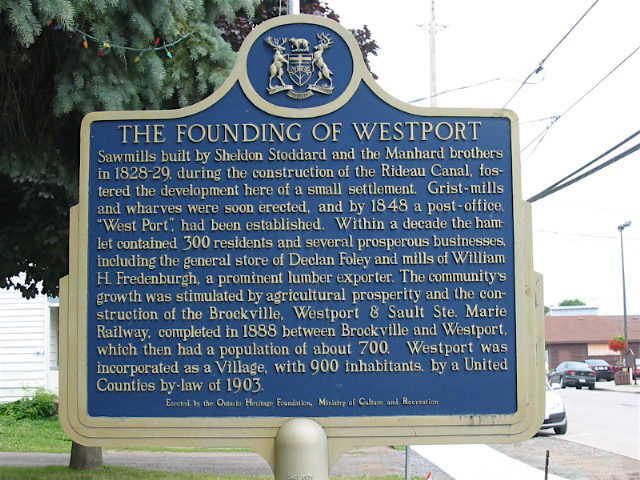 THE FOUNDING OF WESTPORT
Sawmills built by Sheldon Stoddard and the Manhard brothers
in 1828-29, during the construction of the Rideau Canal, fos-
tered the development here of a small settlement. Grist-mills
and wharves were soon erected, and by 1848 a post-office,
"West Port", had been established. Within a decade the ham-
let contained 300 residents and several prosperous businesses,
including the general store of Declan Foley and mills of William
H. Fredenburgh, a prominent lumber exporter. The community's
growth was stimulated by agricultural prosperity and the con-
struction of the Brockville, Westport & Sault Ste. Marie
Railway, completed in 1888 between Brockville and Westport,
which then had a population of about 700. Westport was
incorporated as a Village, with 900 inhabitants, by a United
Counties by-law of 1903.
Erected by the Ontario Heritage Foundation, Ministry of Culture and Recreation